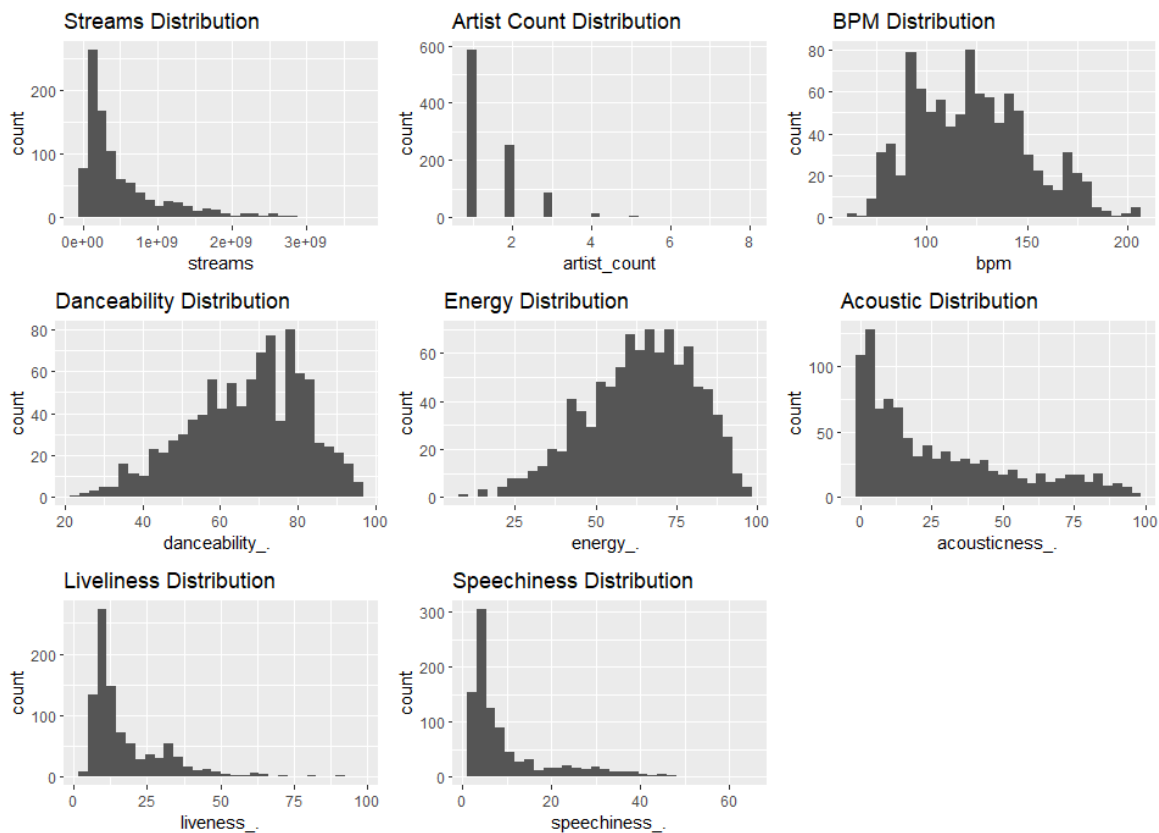 Streams Distribution
count
200
100
0
0e+00 1e+09 2e+09 3e+09
streams
Artist Count Distribution
count
600
400
200
0
2 4 6 8
artist_count
BPM Distribution
count
80
60
40
20
0
100 150 200
bpm
Danceability Distribution
count
80
60
40
20
0
20 40 60 80 100
danceability_.
Energy Distribution
count
60
40
20
0
25 50 75 100
energy_.
Acoustic Distribution
count
100
50
0
0 25 50 75 100
acousticness_.
Liveliness Distribution
count
200
100
0
0 25 50 75 100
liveness_.
Speechiness Distribution
count
300
200
100
0
0 20 40 60
speechiness_.